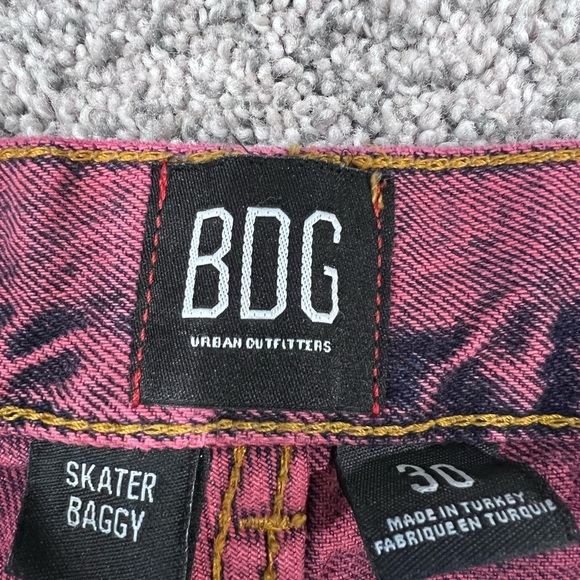 BDG
URBAN OUTFITTERS
SKATER
BAGGY
30
MADE IN TURKEY
FABRIQUE EN TURQUIE